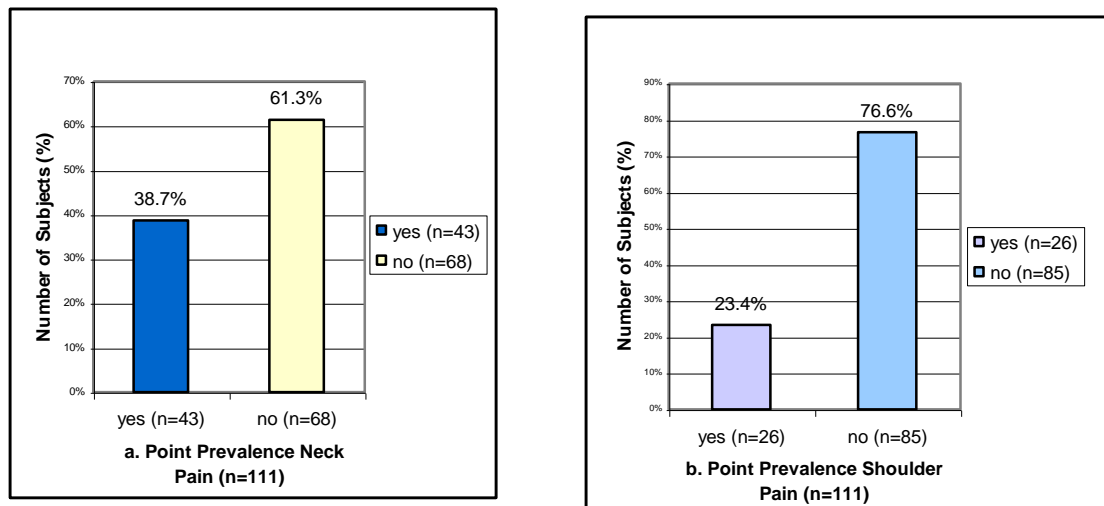 70%
60%
50%
40%
30%
20%
10%
0%
Number of Subjects (%)
38.7%
61.3%
yes (n=43)
no (n=68)
yes (n=43)
no (n=68)
a. Point Prevalence Neck
Pain (n=111)
90%
80%
70%
60%
50%
40%
30%
20%
10%
0%
Number of Subjects (%)
23.4%
76.6%
yes (n=26)
no (n=85)
yes (n=26)
no (n=85)
b. Point Prevalence Shoulder
Pain (n=111)